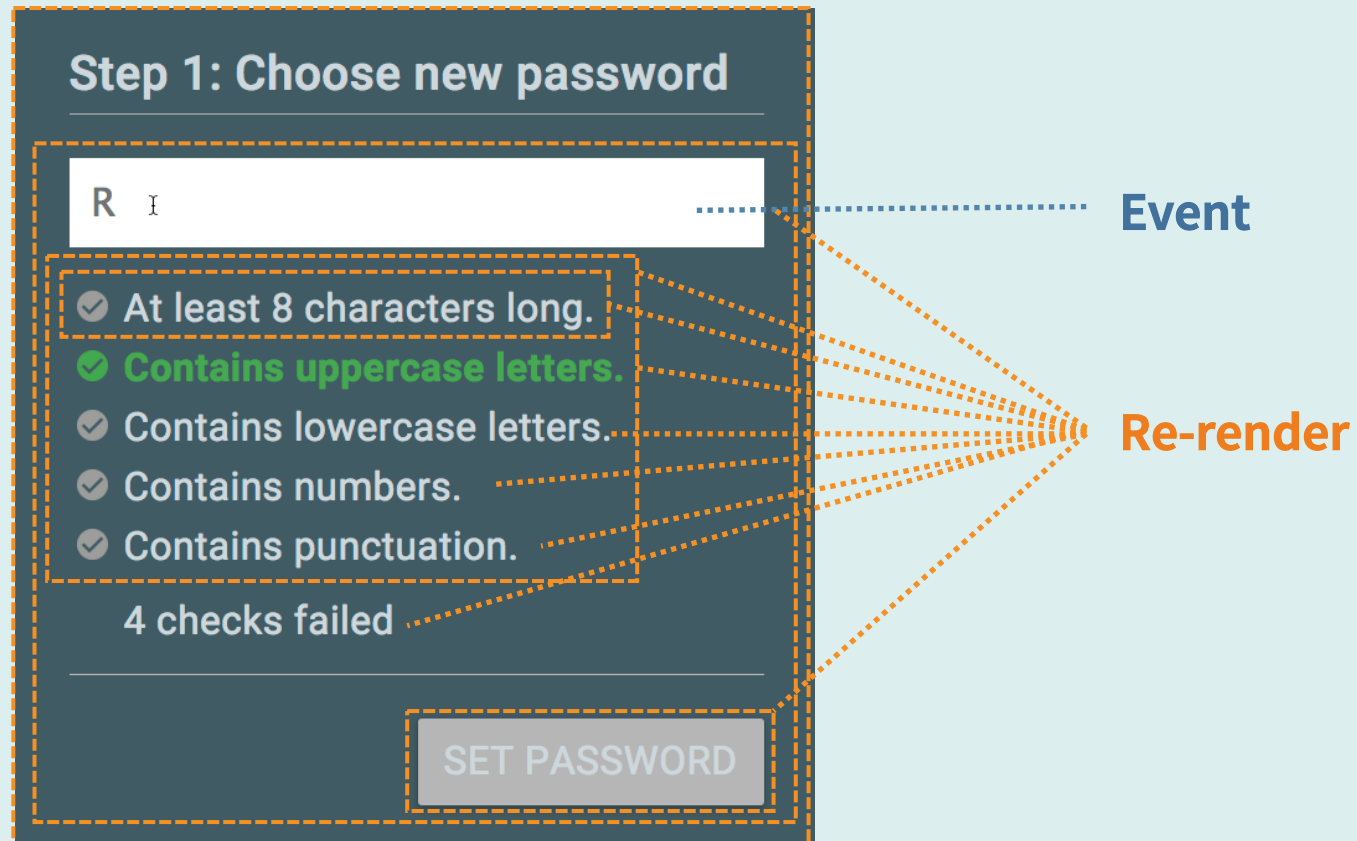 Step 1: Choose new password
R
Event
At least 8 characters long.
Contains uppercase letters.
Contains lowercase letters.
Re-render
Contains numbers.
Contains punctuation.
4 checks failed
SET PASSWORD